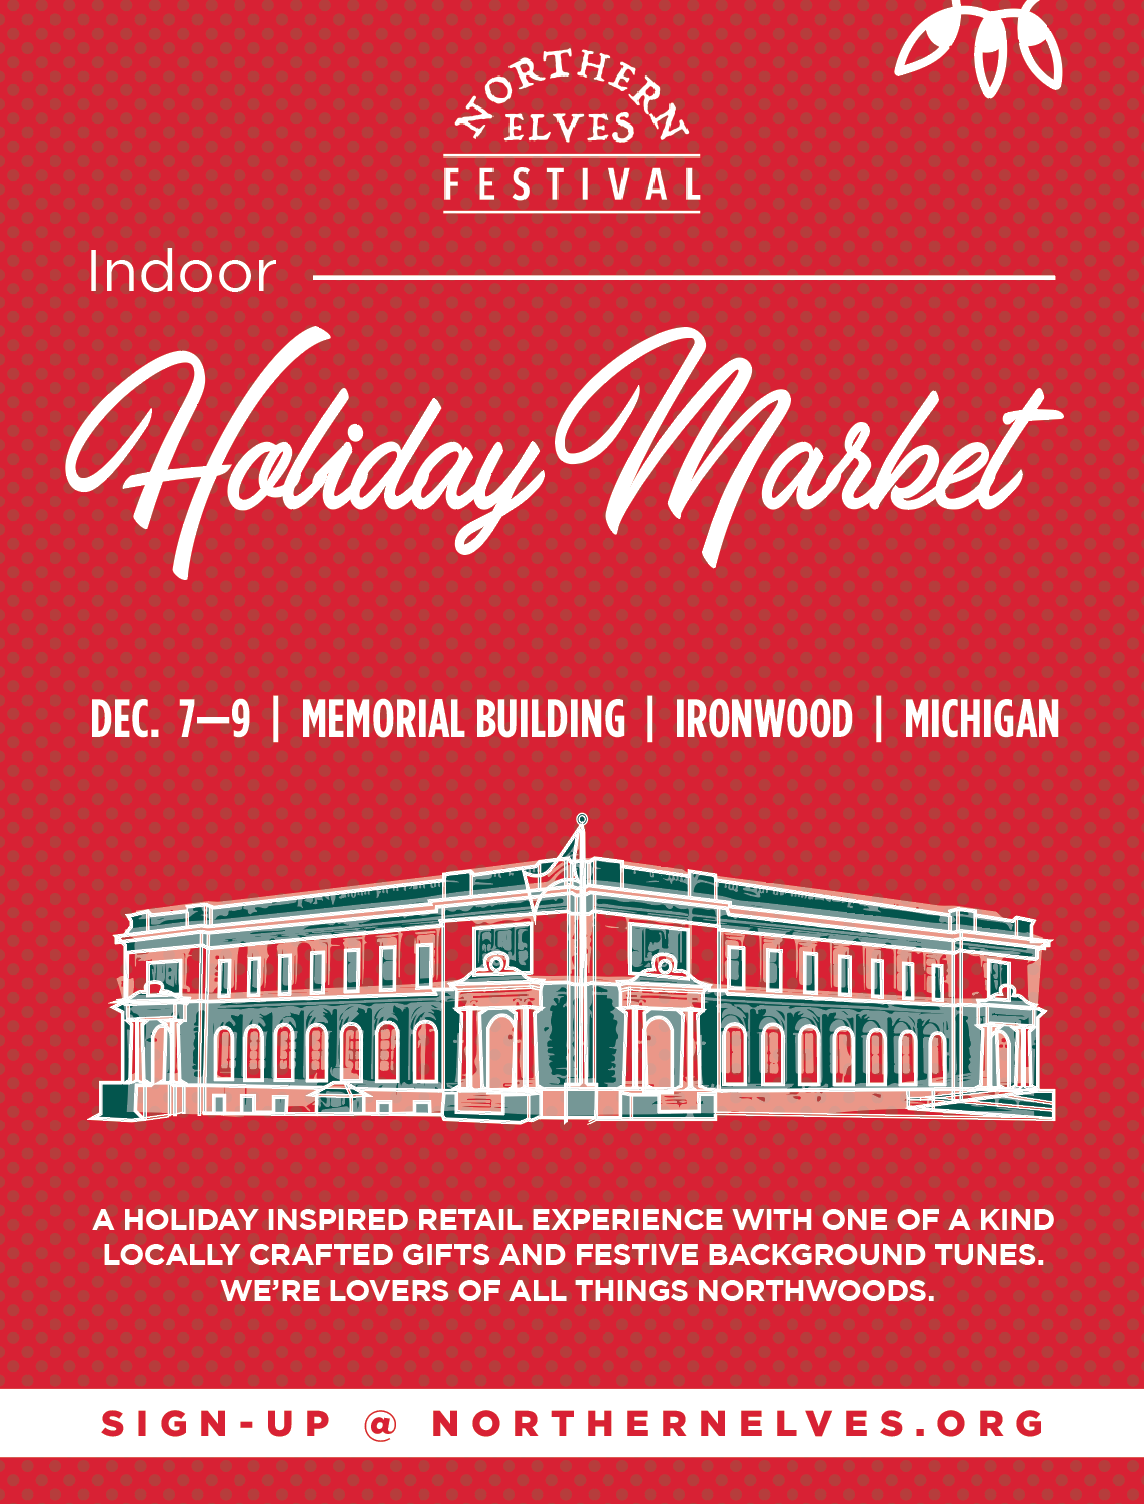 NORTHERN
ELVES
FESTIVAL
Indoor
Holiday Market
DEC. 7—9 | MEMORIAL BUILDING | IRONWOOD | MICHIGAN
A HOLIDAY INSPIRED RETAIL EXPERIENCE WITH ONE OF A KIND
LOCALLY CRAFTED GIFTS AND FESTIVE BACKGROUND TUNES.
WE’RE LOVERS OF ALL THINGS NORTHWOODS.
SIGN-UP @ NORTHERNELVES.ORG